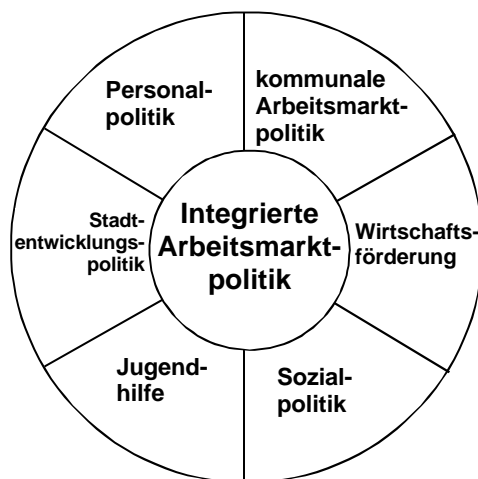 Personal-
politik
kommunale
Arbeitsmarkt-
politik
Stadt-
entwicklungs-
politik
Integrierte
Arbeitsmarkt-
politik
Wirtschafts-
förderung
Jugend-
hilfe
Sozial-
politik